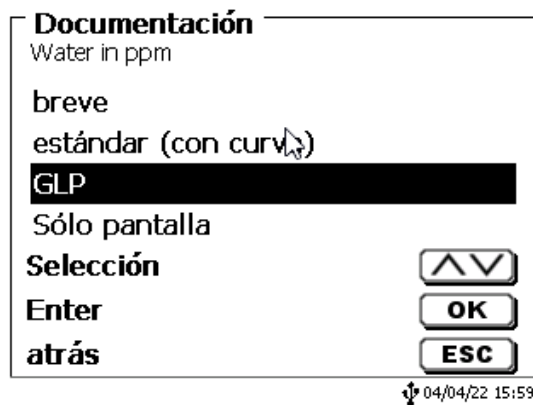 Documentación
Water in ppm
breve
estándar (con curva)
GLP
Sólo pantalla
Selección
Enter OK
atrás ESC
04/04/22 15:59